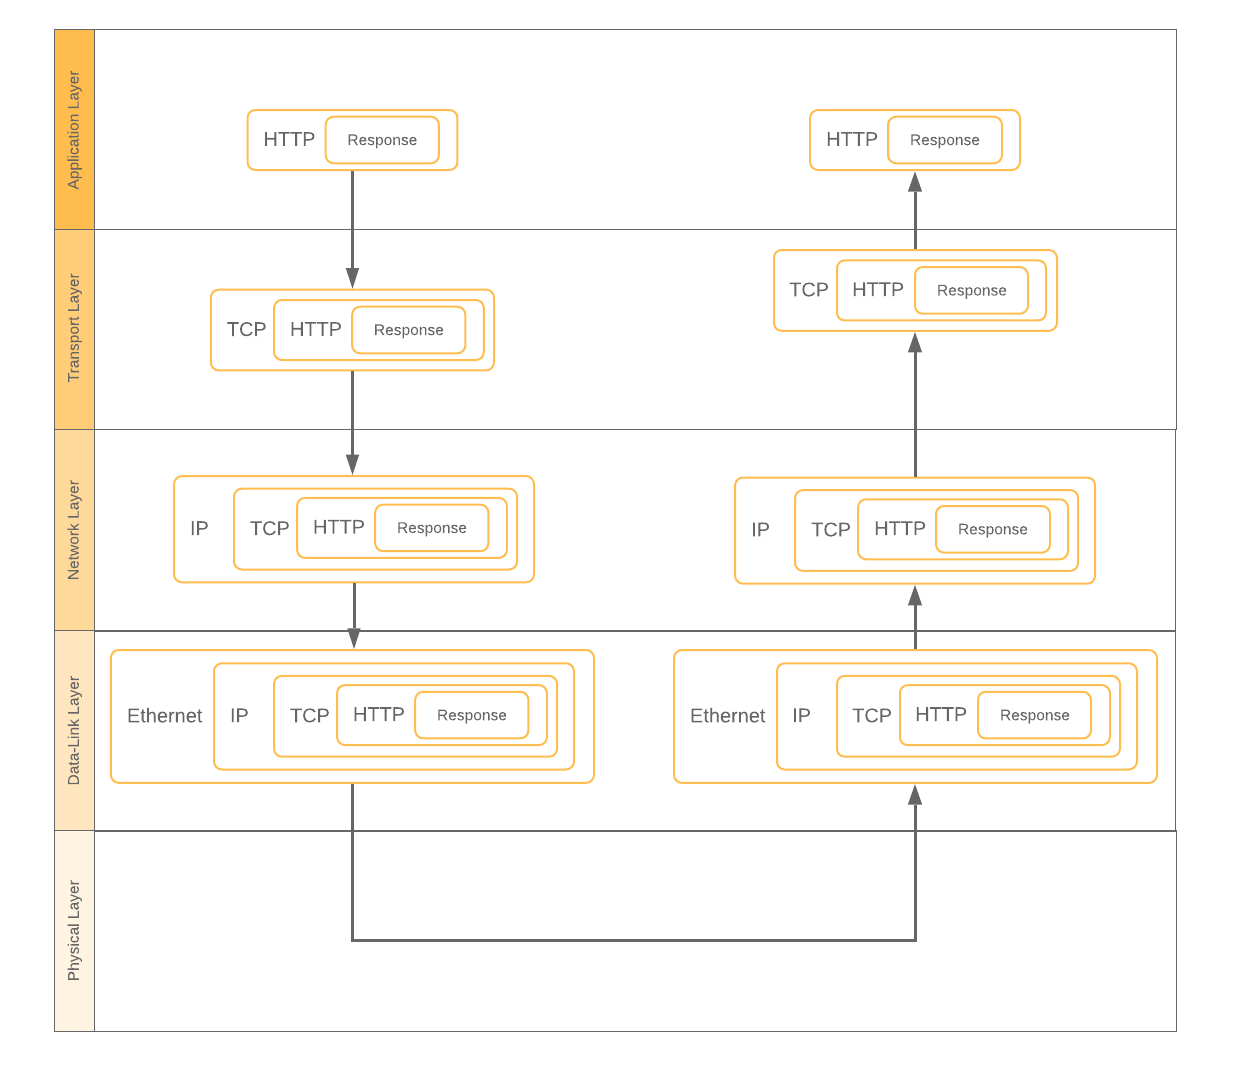 Application Layer
HTTP Response
HTTP Response
Transport Layer
TCP HTTP Response
TCP HTTP Response
Network Layer
IP TCP HTTP Response
IP TCP HTTP Response
Data-Link Layer
Ethernet IP TCP HTTP Response
Ethernet IP TCP HTTP Response
Physical Layer